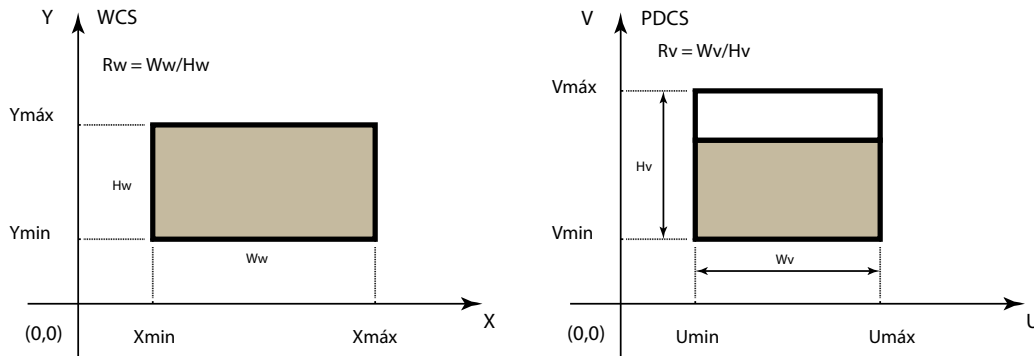 Y WCS
Rw = Ww/Hw
Ymáx
Hw
Ymin
Ww
(0,0) Xmin Xmáx X
V PDCS
Rv = Wv/Hv
Vmáx
Hv
Vmin
Wv
(0,0) Umin Umáx U